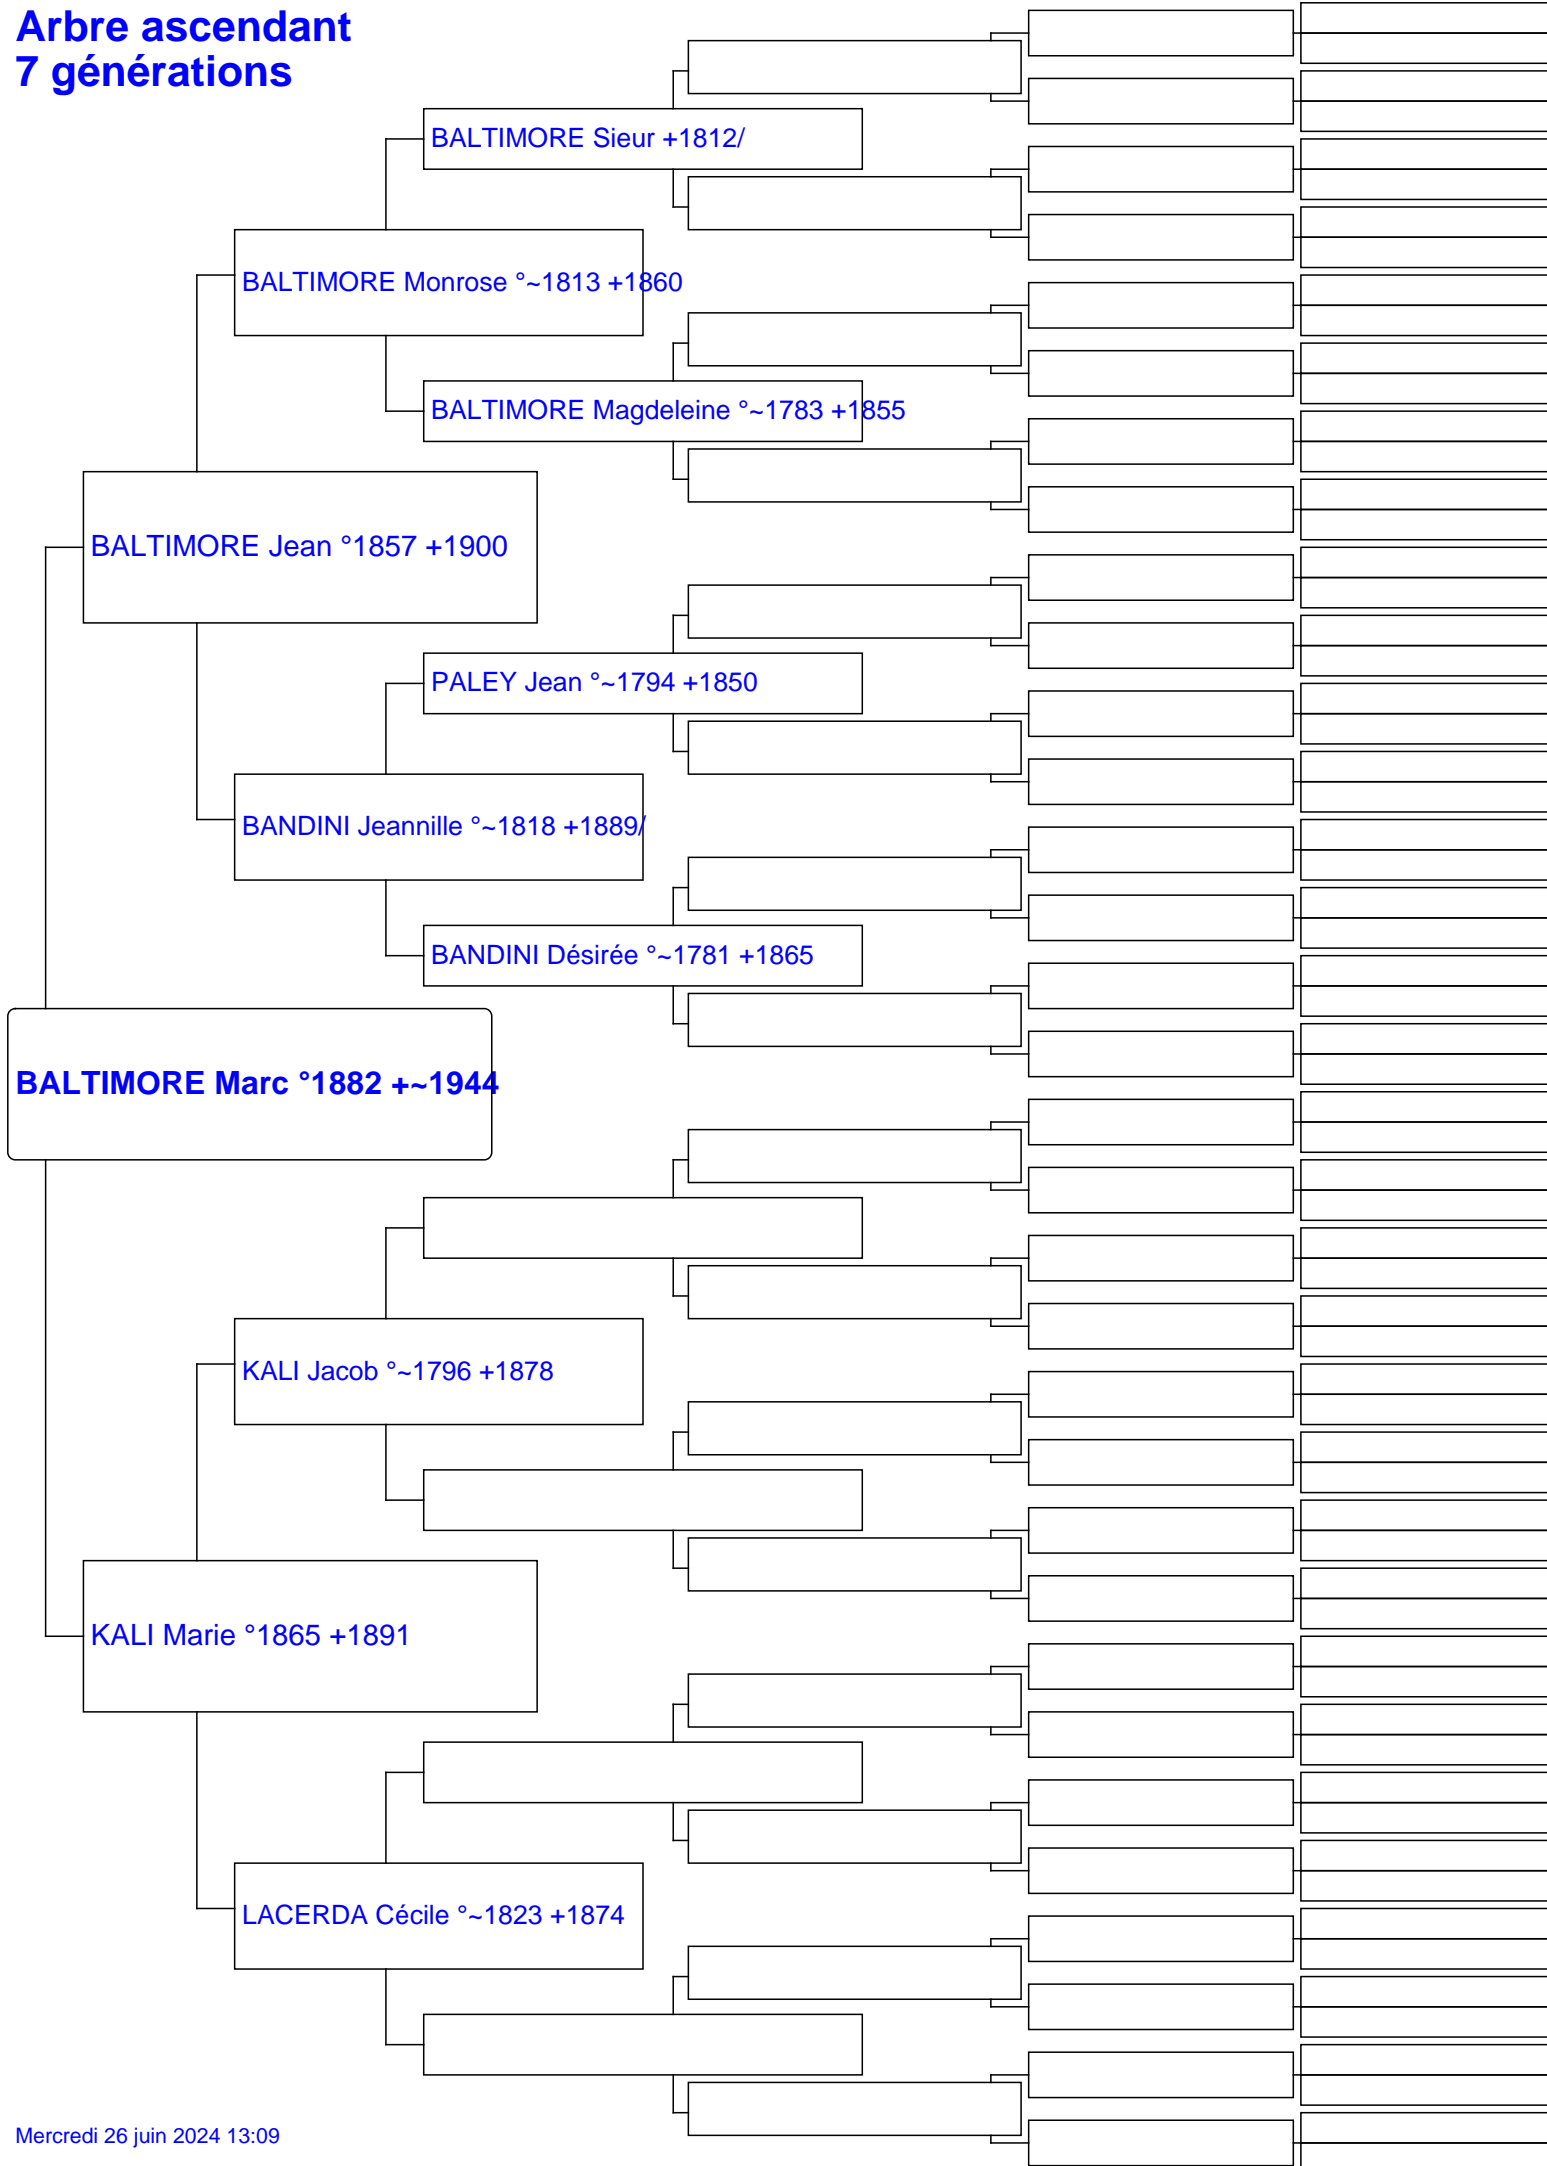 Arbre ascendant
7 générations
BALTIMORE Sieur +1812/
BALTIMORE Monrose °~1813 +1860
BALTIMORE Magdeleine °~1783 +1855
BALTIMORE Jean °1857 +1900
PALEY Jean °~1794 +1850
BANDINI Jeannille °~1818 +1889/
BANDINI Désirée °~1781 +1865
BALTIMORE Marc °1882 +~1944
KALI Jacob °~1796 +1878
KALI Marie °1865 +1891
LACERDA Cécile °~1823 +1874
Mercredi 26 juin 2024 13:09